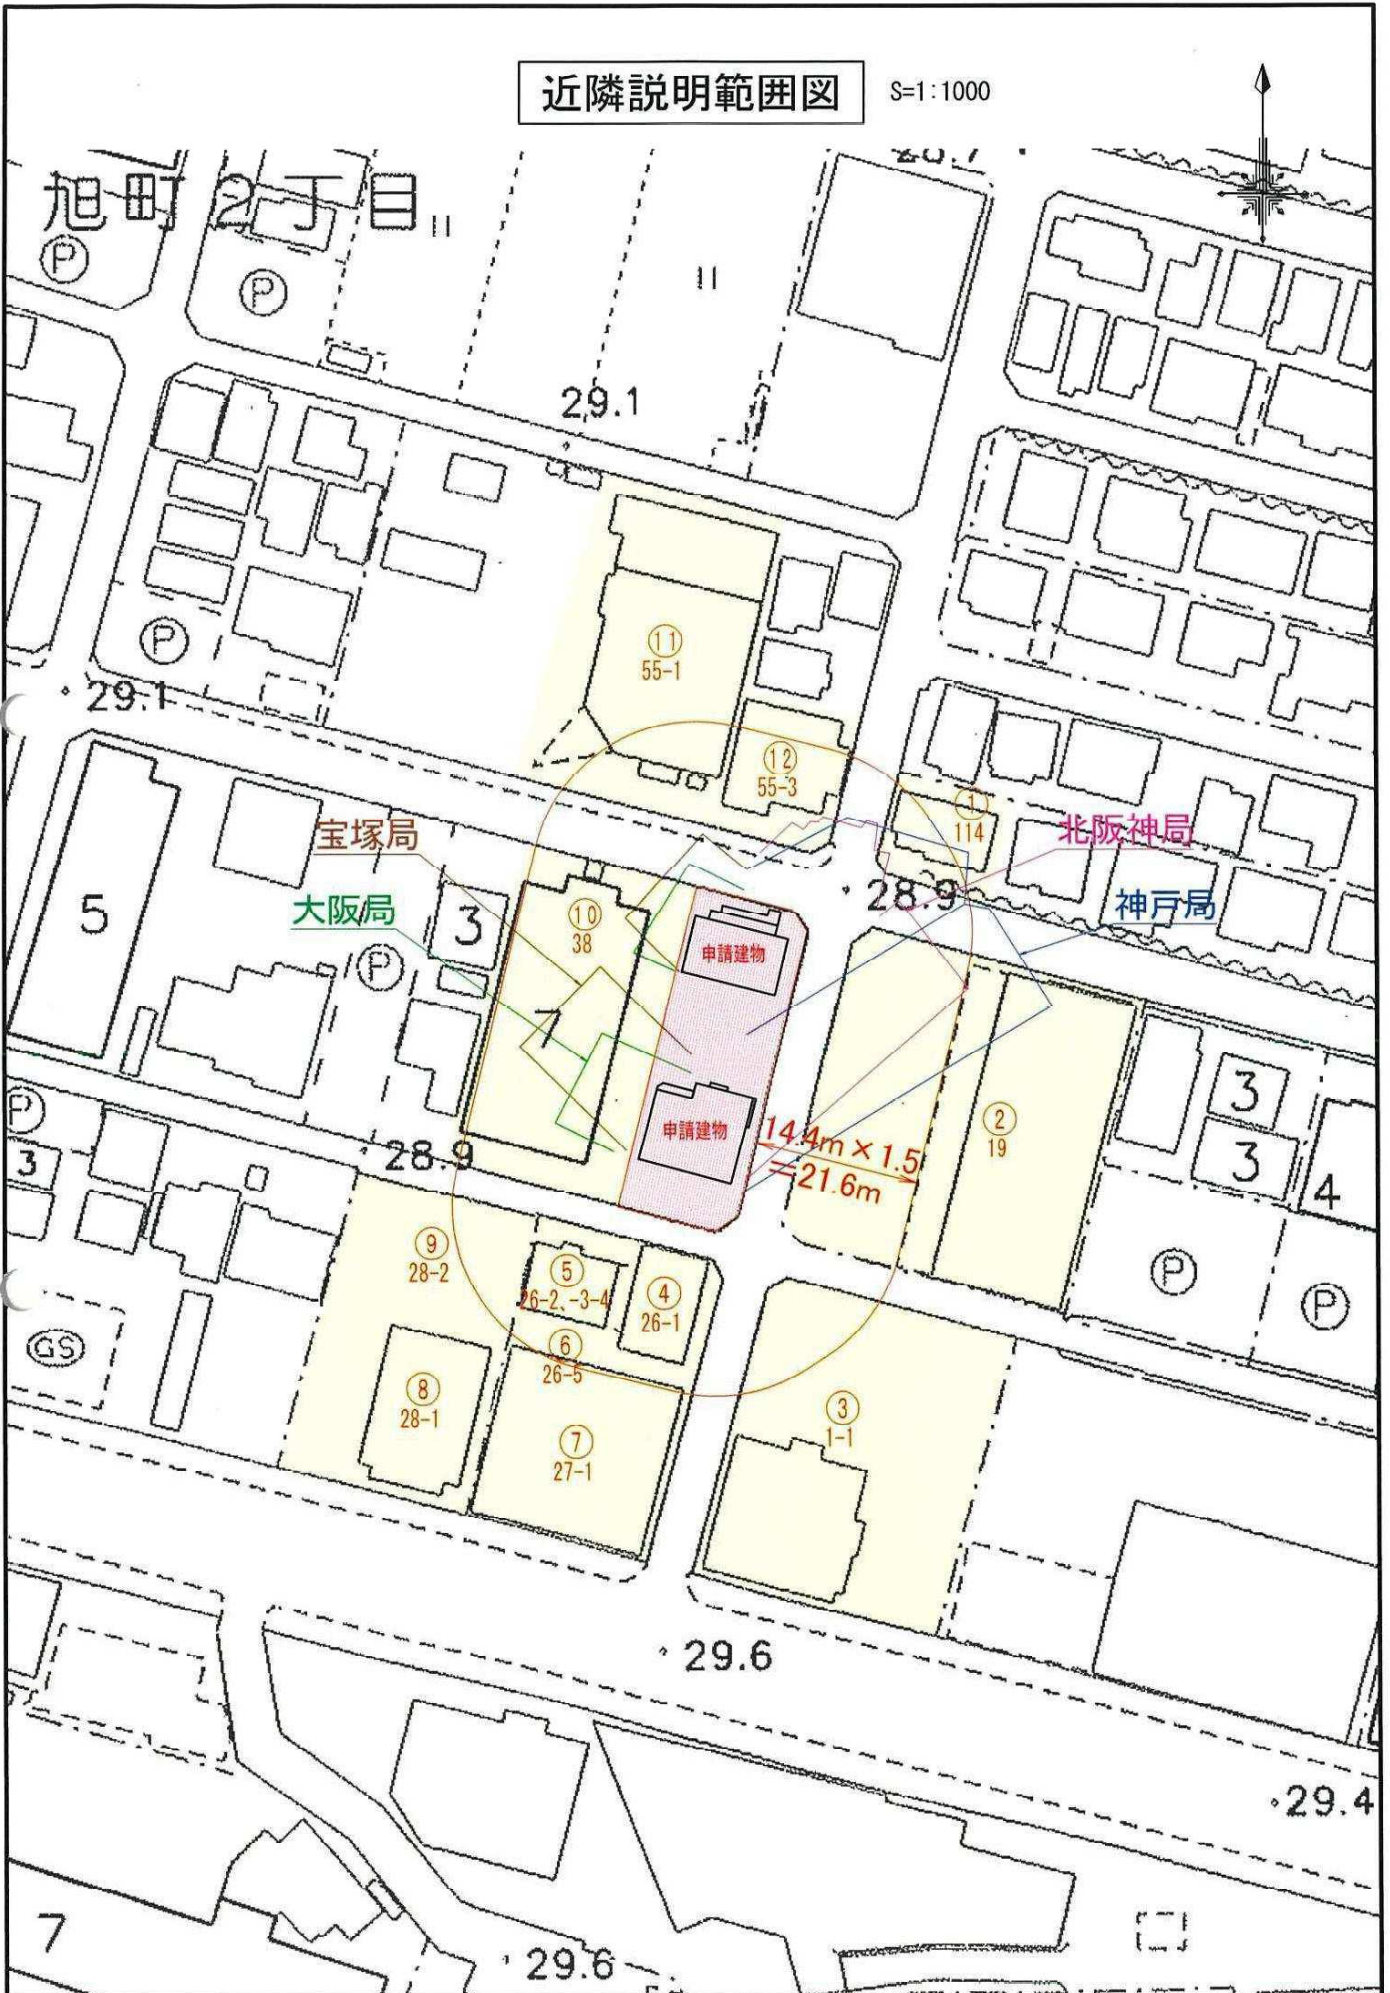 近隣説明範囲図
S=1:1000
旭町2丁目
P
P
29.1
⑪
55-1
P
29.1
⑫
55-3
①
114
宝塚局
北阪神局
28.9
大阪局
神戸局
5
3
⑩
38
P
申請建物
7
P
3
28.9
申請建物
14.4m×1.5
=21.6m
②
19
3
3
4
⑨
28-2
⑤
26-2、-3-4
④
26-1
P
P
GS
⑥
26-5
⑧
28-1
⑦
27-1
③
1-1
29.6
29.4
7
29.6